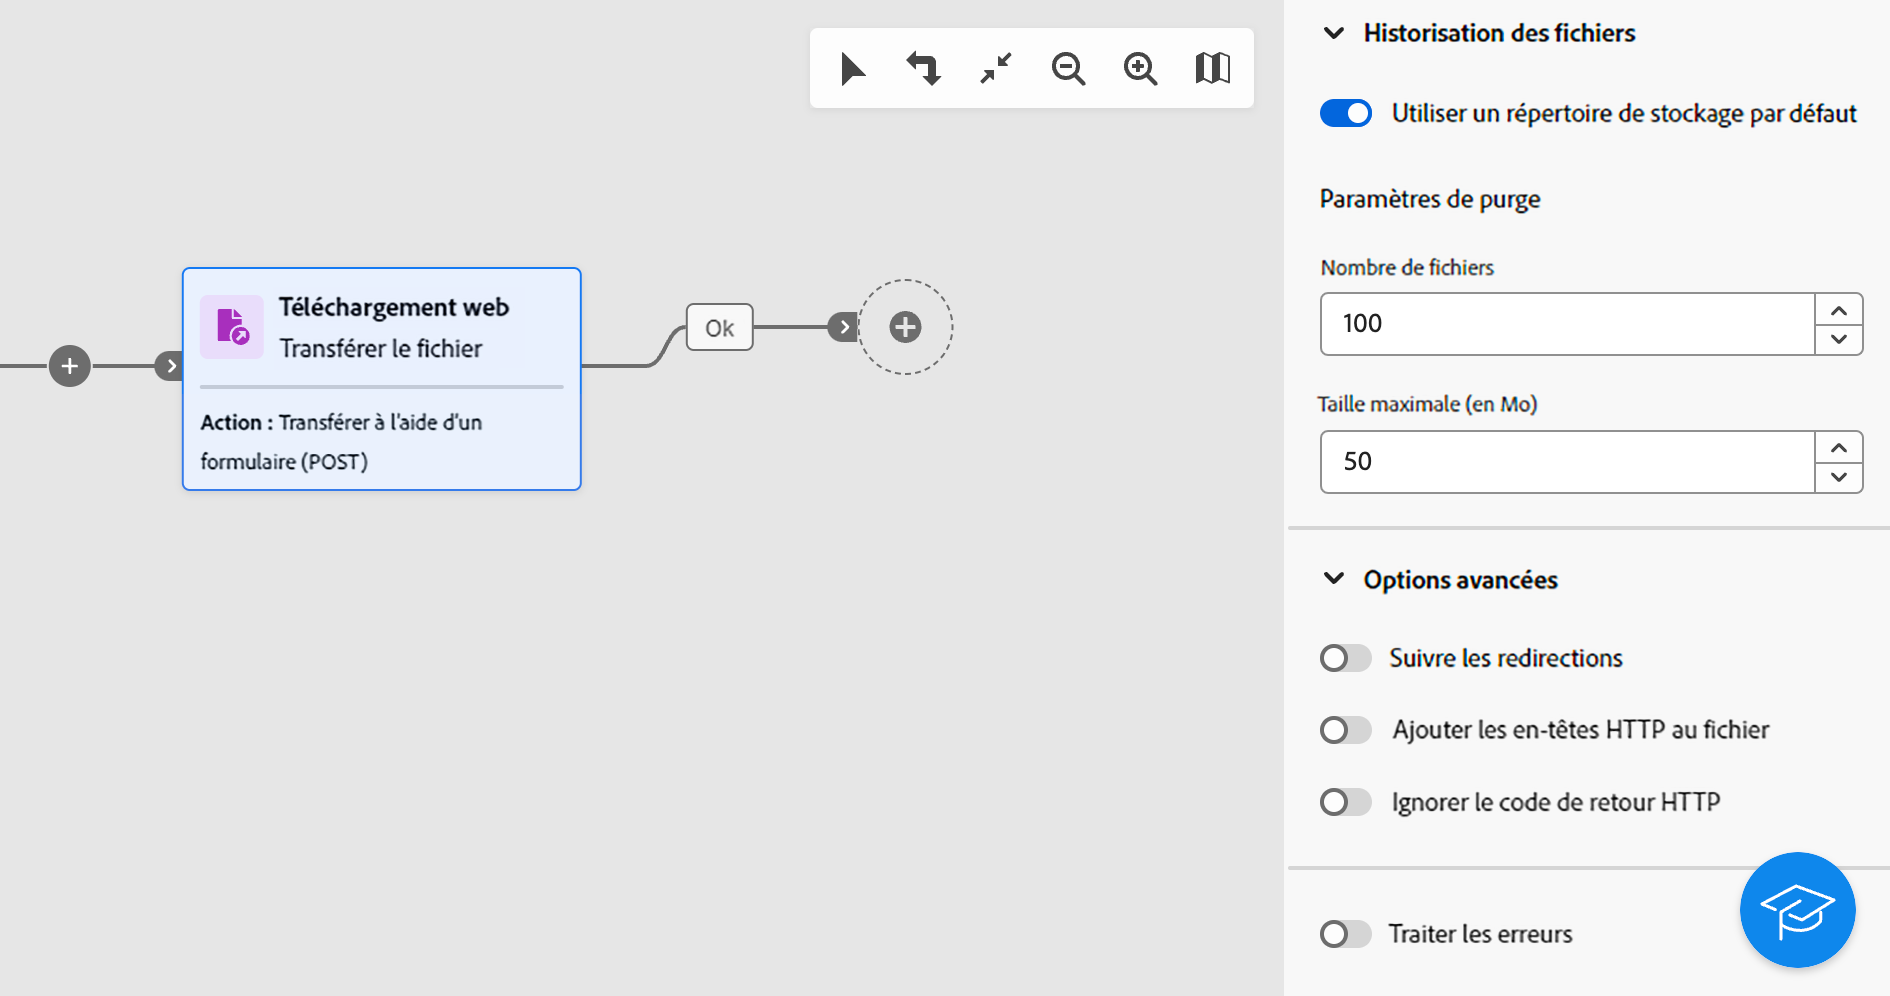 Téléchargement web
Transférer le fichier
Action : Transférer à l'aide d'un
formulaire (POST)
Ok
Historisation des fichiers
Utiliser un répertoire de stockage par défaut
Paramètres de purge
Nombre de fichiers
100
Taille maximale (en Mo)
50
Options avancées
Suivre les redirections
Ajouter les en-têtes HTTP au fichier
Ignorer le code de retour HTTP
Traiter les erreurs